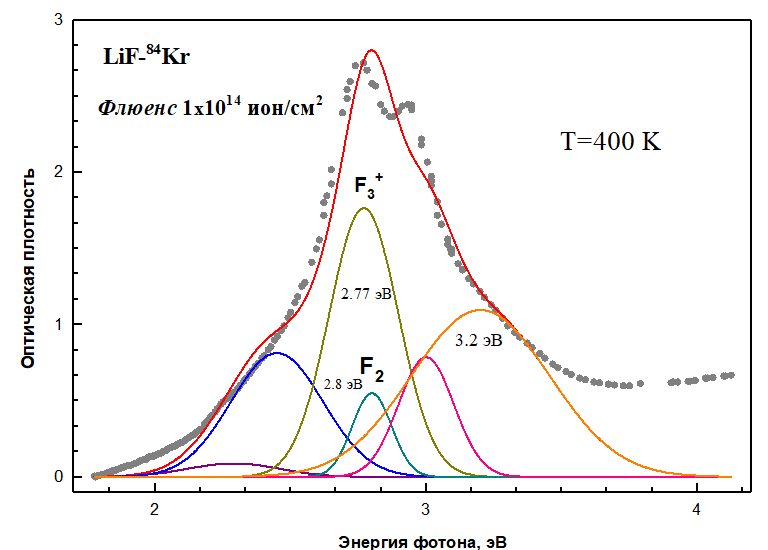 3
LiF-⁸⁴Kr
Флюенс 1x10¹⁴ ион/см²
T=400 K
2
F₃⁺
2.77 эВ
1
3.2 эВ
F₂
2.8 эВ
0
2
3
4
Оптическая плотность
Энергия фотона, эВ